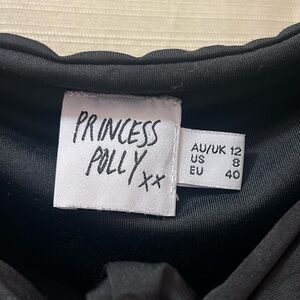 PRINCESS
POLLY xx
AU/UK 12
US 8
EU 40